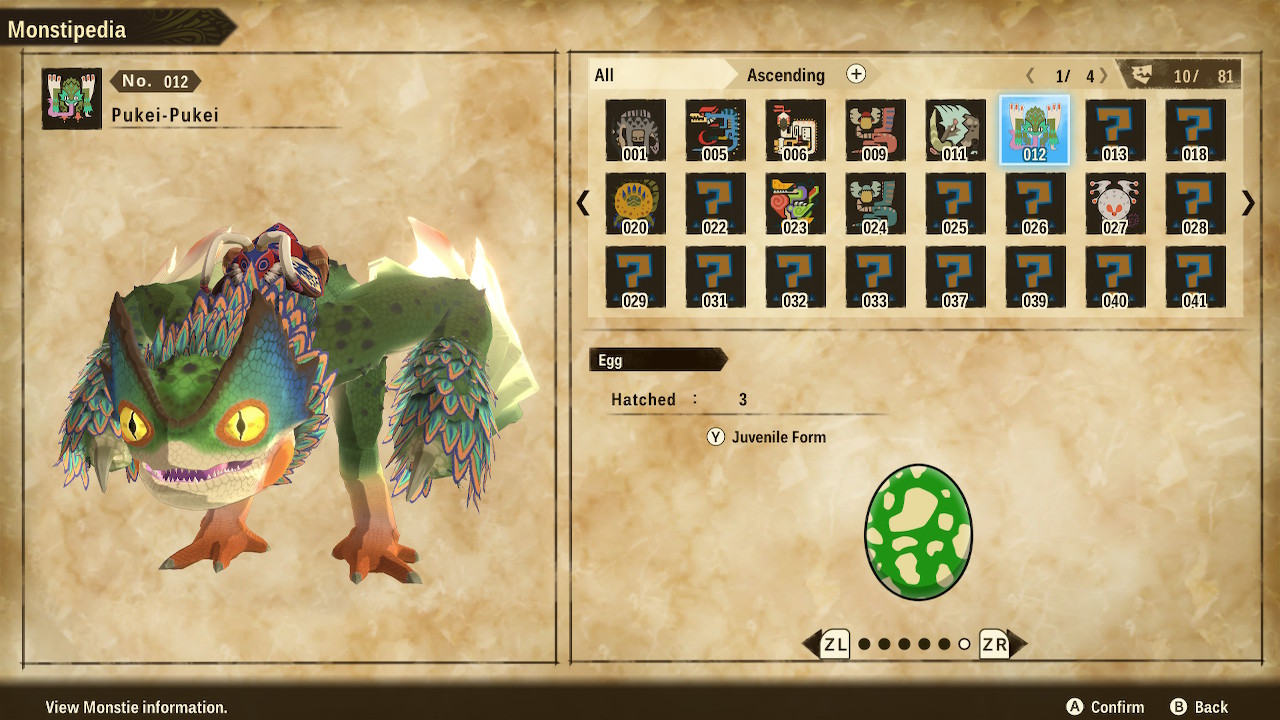 Monstipedia
No. 012
Pukei-Pukei
All
Ascending +
1/ 4
10/ 81
001 005 006 009 011 012 013 018
020 022 023 024 025 026 027 028
029 031 032 033 037 039 040 041
Egg
Hatched : 3
Y Juvenile Form
ZL ZR
View Monstie information.
A Confirm B Back